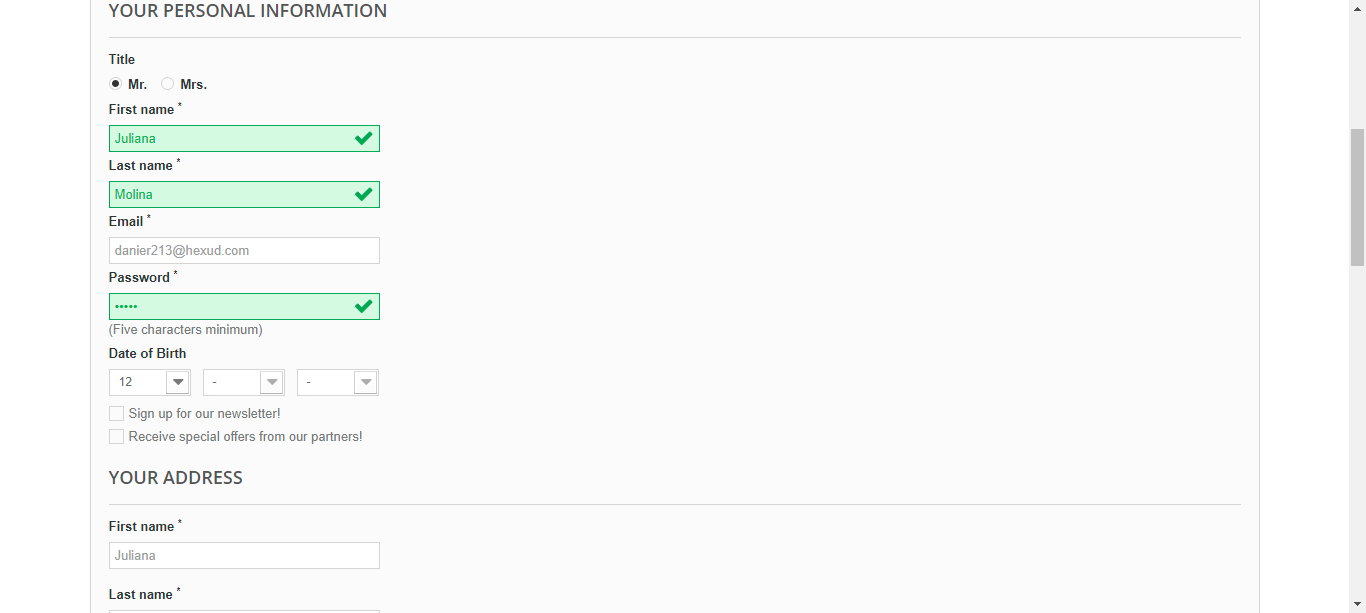 YOUR PERSONAL INFORMATION
Title
Mr. Mrs.
First name *
Juliana
Last name *
Molina
Email *
danier213@hexud.com
Password *
•••••
(Five characters minimum)
Date of Birth
12 - -
Sign up for our newsletter!
Receive special offers from our partners!
YOUR ADDRESS
First name *
Juliana
Last name *